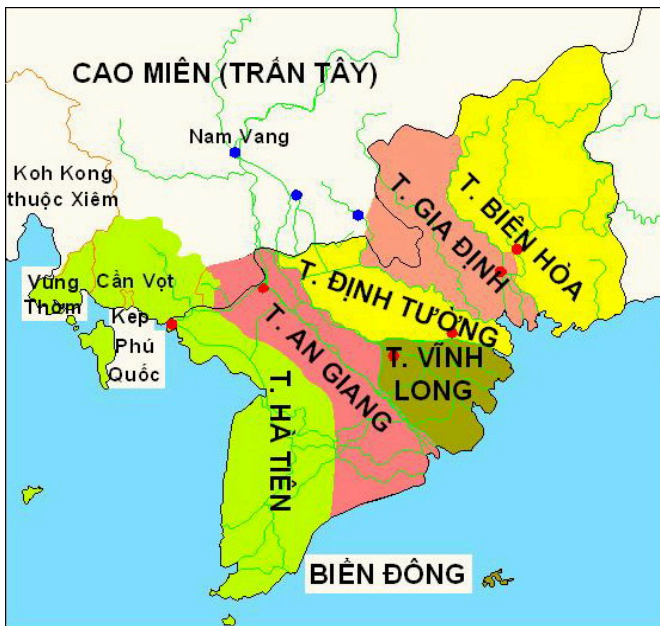 CAO MIÊN (TRẤN TÂY)
Nam Vang
Koh Kong
thuộc Xiêm
T. GIA ĐỊNH
T. BIÊN HÒA
Vũng
Thơm
Cần Vọt
Kép
Phú
Quốc
T. ĐỊNH TƯỜNG
T. AN GIANG
T. VĨNH
LONG
T. HÀ TIÊN
BIỂN ĐÔNG